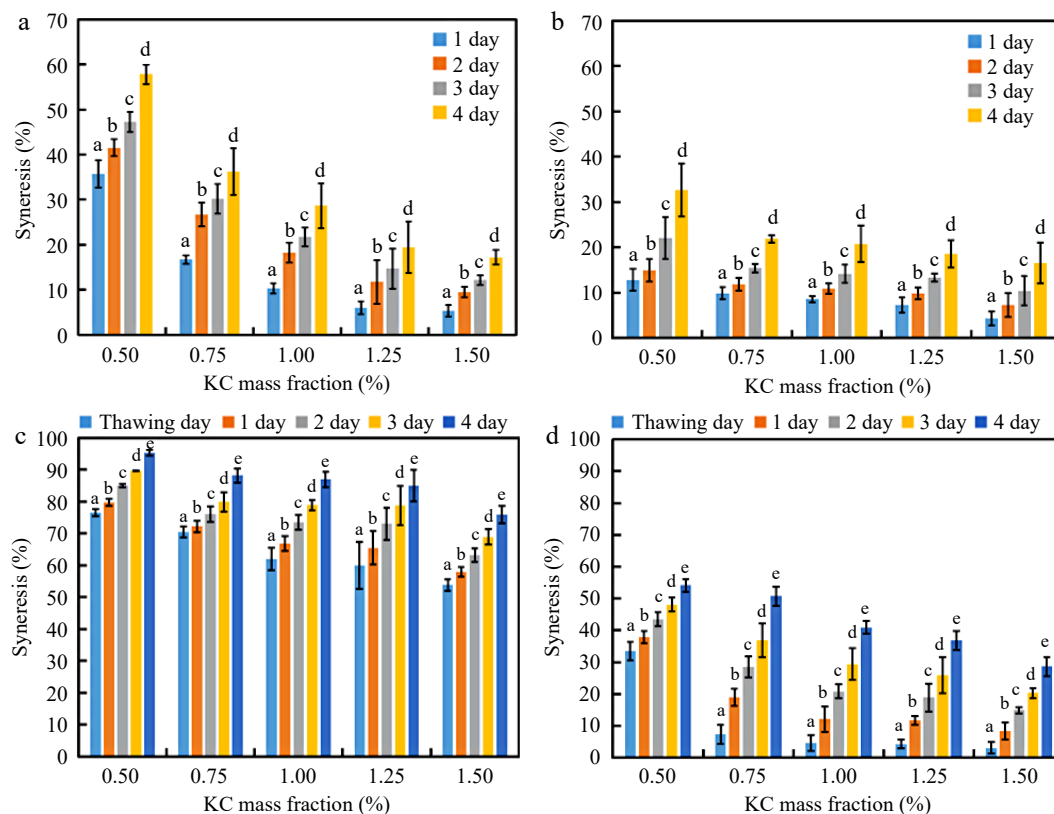 a
70
60
50
40
30
20
10
0
Syneresis (%)
1 day
2 day
3 day
4 day
a b c d
a b c d
a b c d
a b c d
a b c d
0.50 0.75 1.00 1.25 1.50
KC mass fraction (%)
b
70
60
50
40
30
20
10
0
Syneresis (%)
1 day
2 day
3 day
4 day
a b c d
a b c d
a b c d
a b c d
a b c d
0.50 0.75 1.00 1.25 1.50
KC mass fraction (%)
Thawing day 1 day 2 day 3 day 4 day
c
100
90
80
70
60
50
40
30
20
10
0
Syneresis (%)
a b c d e
a b c d e
a b c d e
a b c d e
a b c d e
0.50 0.75 1.00 1.25 1.50
KC mass fraction (%)
Thawing day 1 day 2 day 3 day 4 day
d
100
90
80
70
60
50
40
30
20
10
0
Syneresis (%)
a b c d e
a b c d e
a b c d e
a b c d e
a b c d e
0.50 0.75 1.00 1.25 1.50
KC mass fraction (%)